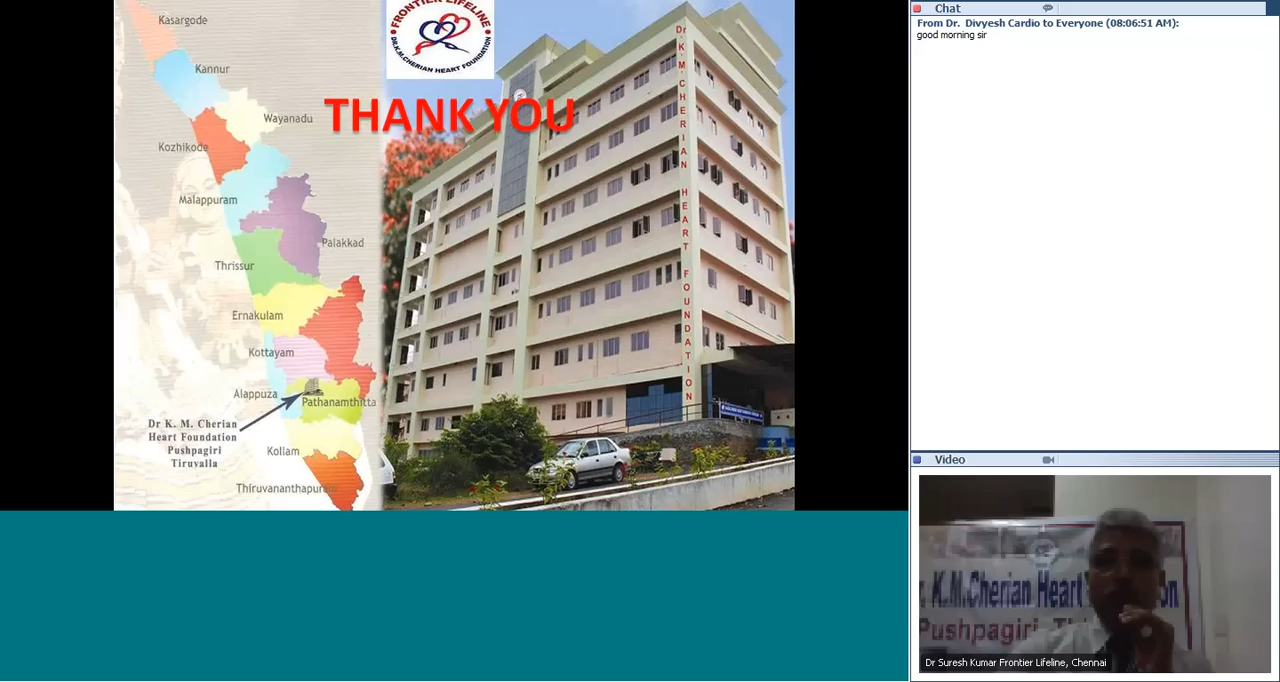 Kasargode
Kannur
Wayanadu
Kozhikode
Malappuram
Palakkad
Thrissur
Ernakulam
Kottayam
Alappuza
Pathanamthitta
Dr K. M. Cherian
Heart Foundation
Pushpagiri
Tiruvalla
Kollam
Thiruvananthapuram
FRONTIER LIFELINE
DR.K.M.CHERIAN HEART FOUNDATION
THANK YOU
Dr. K.M. CHERIAN HEART FOUNDATION
Chat
From Dr. Divyesh Cardio to Everyone (08:06:51 AM):
good morning sir
Video
K.M.Cherian Heart
Pushpagiri,
Dr Suresh Kumar Frontier Lifeline, Chennai